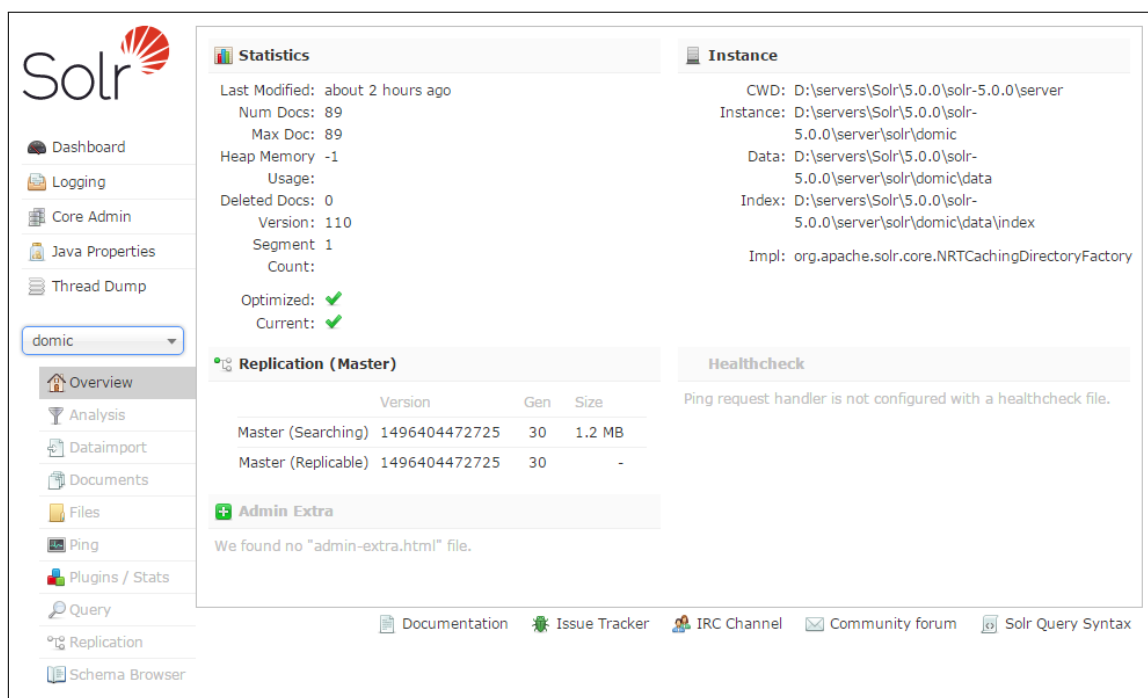 Solr
Dashboard
Logging
Core Admin
Java Properties
Thread Dump
domic
Overview
Analysis
Dataimport
Documents
Files
Ping
Plugins / Stats
Query
Replication
Schema Browser
Statistics
Last Modified: about 2 hours ago
Num Docs: 89
Max Doc: 89
Heap Memory -1
Usage:
Deleted Docs: 0
Version: 110
Segment 1
Count:
Optimized:
Current:
Instance
CWD: D:\servers\Solr\5.0.0\solr-5.0.0\server
Instance: D:\servers\Solr\5.0.0\solr-
5.0.0\server\solr\domic
Data: D:\servers\Solr\5.0.0\solr-
5.0.0\server\solr\domic\data
Index: D:\servers\Solr\5.0.0\solr-
5.0.0\server\solr\domic\data\index
Impl: org.apache.solr.core.NRTCachingDirectoryFactory
Replication (Master)
Version Gen Size
Master (Searching) 1496404472725 30 1.2 MB
Master (Replicable) 1496404472725 30 -
Healthcheck
Ping request handler is not configured with a healthcheck file.
Admin Extra
We found no "admin-extra.html" file.
Documentation Issue Tracker IRC Channel Community forum Solr Query Syntax